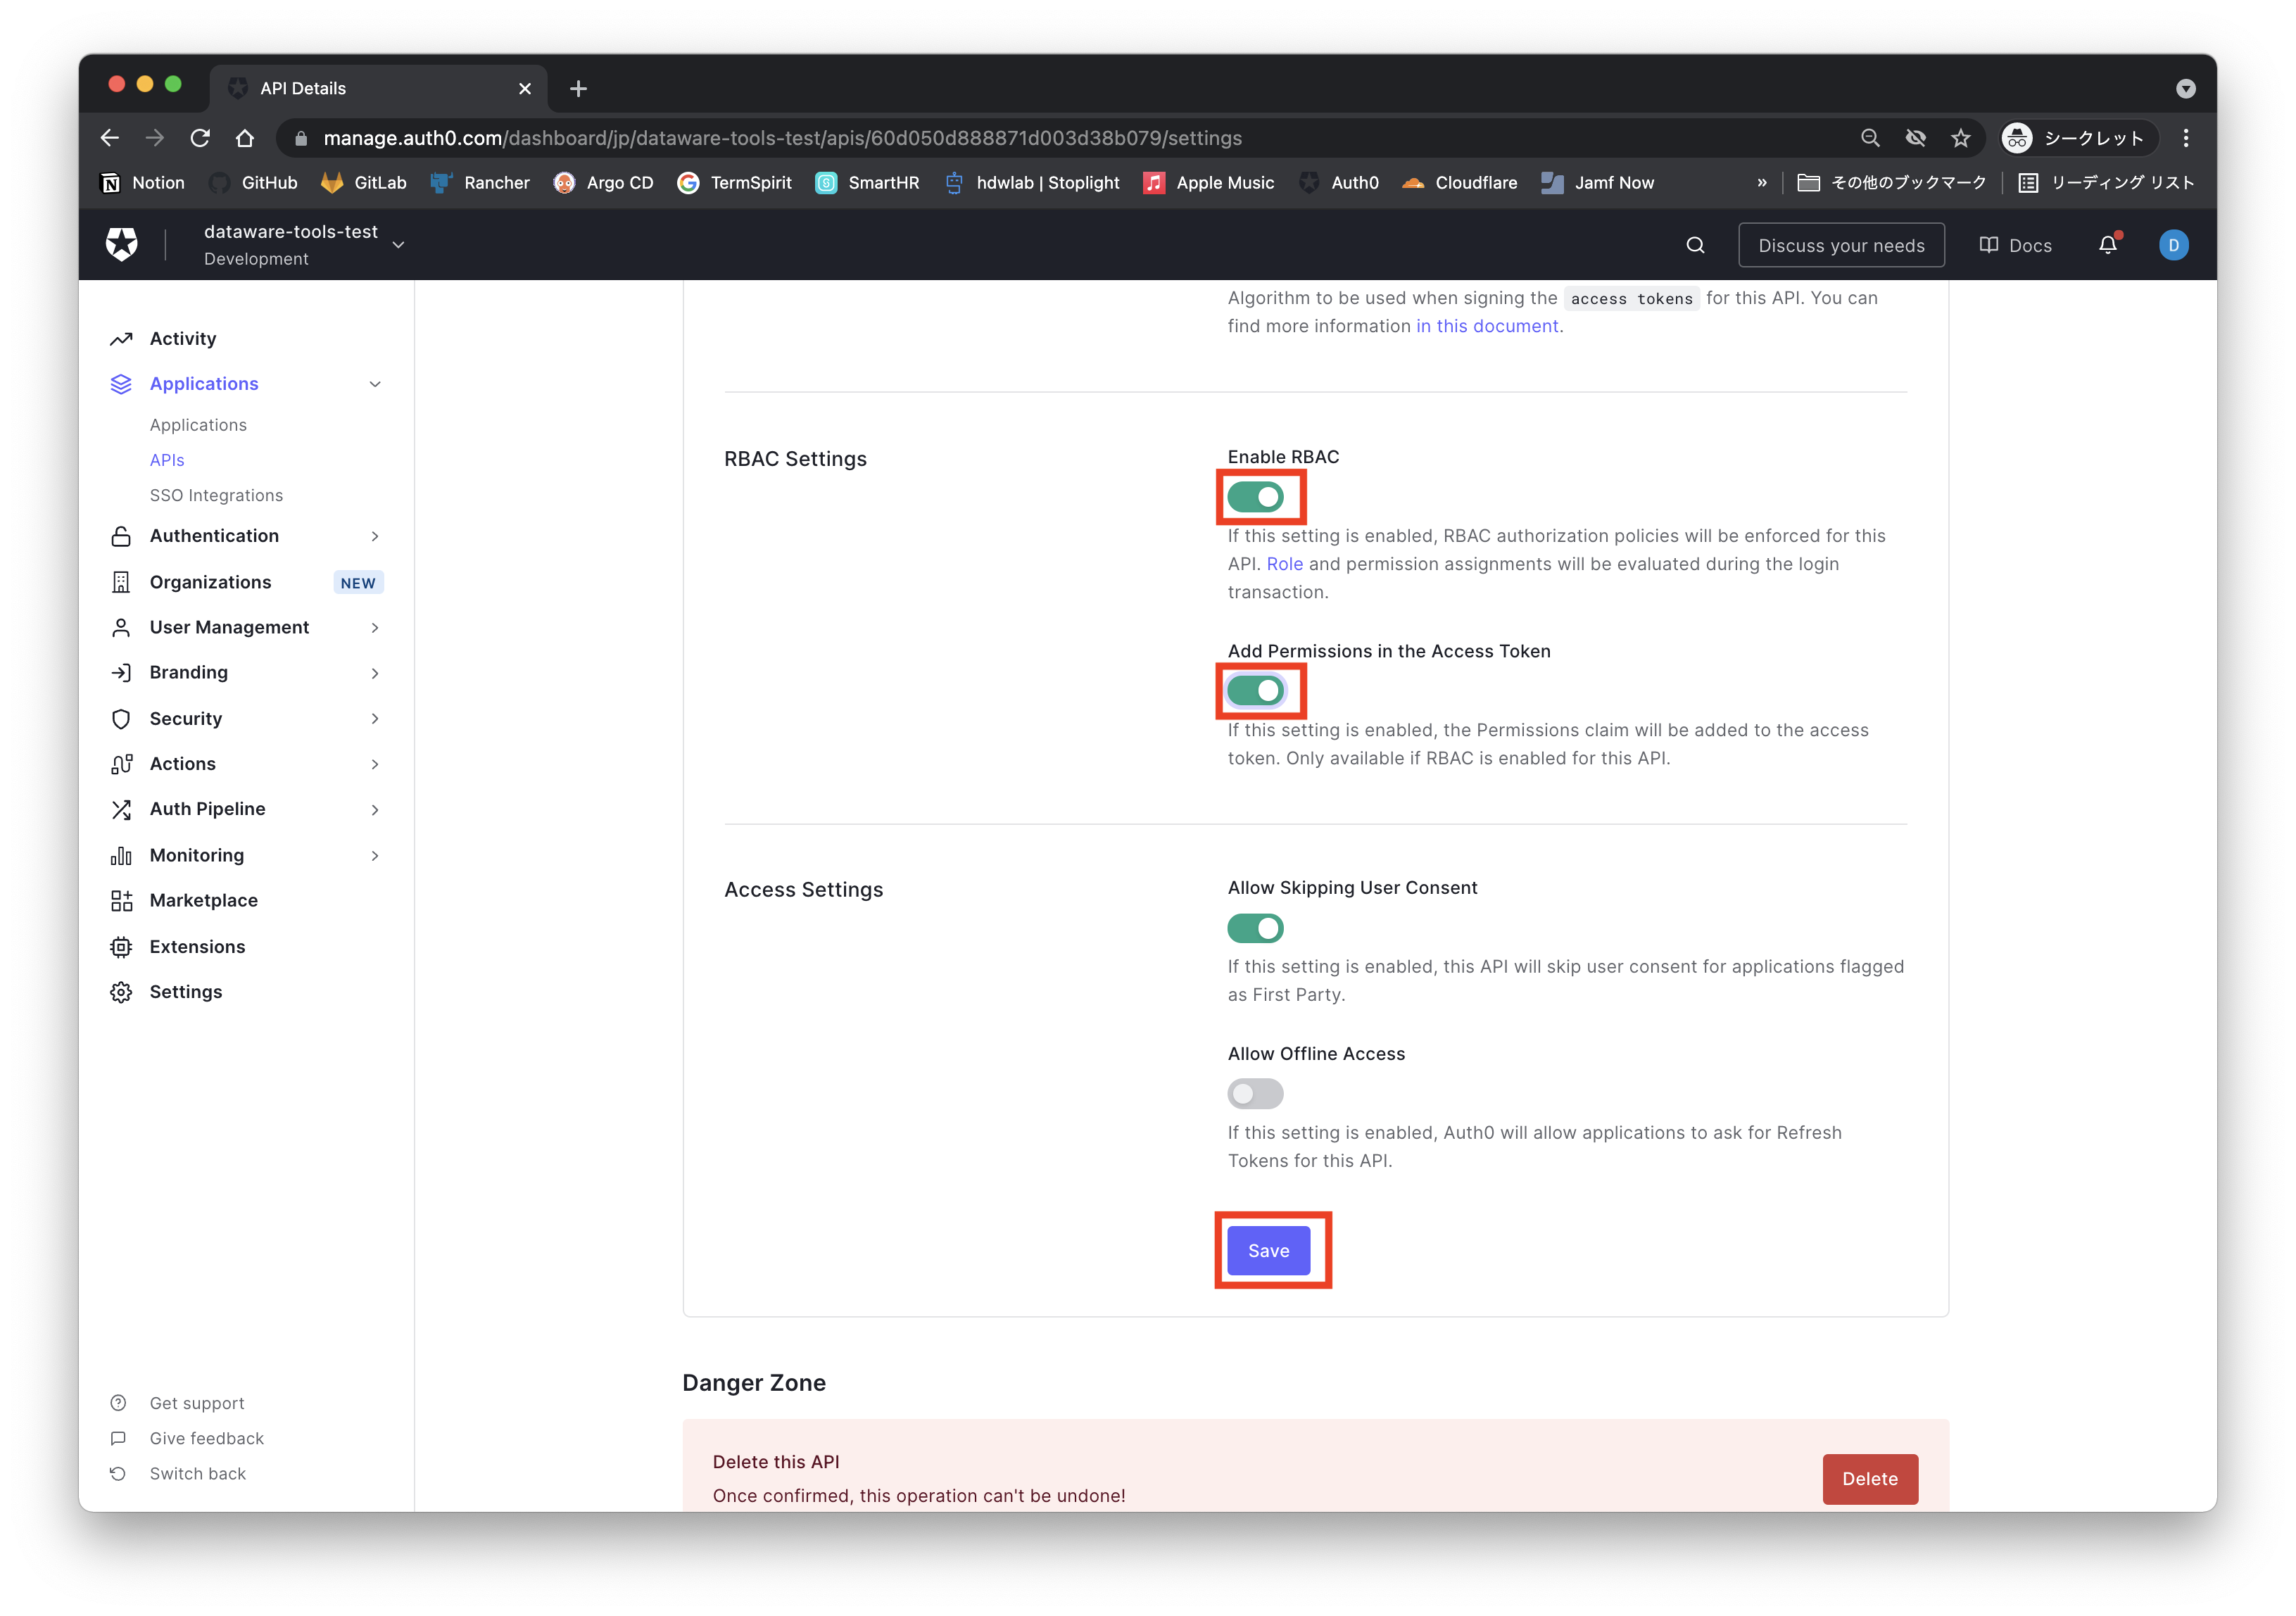 API Details
manage.auth0.com/dashboard/jp/dataware-tools-test/apis/60d050d888871d003d38b079/settings
シークレット
Notion GitHub GitLab Rancher Argo CD TermSpirit SmartHR hdwlab | Stoplight Apple Music Auth0 Cloudflare Jamf Now » その他のブックマーク リーディング リスト
dataware-tools-test
Development
Discuss your needs
Docs
D
Activity
Applications
Applications
APIs
SSO Integrations
Authentication
Organizations NEW
User Management
Branding
Security
Actions
Auth Pipeline
Monitoring
Marketplace
Extensions
Settings
Get support
Give feedback
Switch back
Algorithm to be used when signing the access tokens for this API. You can
find more information in this document.
RBAC Settings
Enable RBAC
If this setting is enabled, RBAC authorization policies will be enforced for this
API. Role and permission assignments will be evaluated during the login
transaction.
Add Permissions in the Access Token
If this setting is enabled, the Permissions claim will be added to the access
token. Only available if RBAC is enabled for this API.
Access Settings
Allow Skipping User Consent
If this setting is enabled, this API will skip user consent for applications flagged
as First Party.
Allow Offline Access
If this setting is enabled, Auth0 will allow applications to ask for Refresh
Tokens for this API.
Save
Danger Zone
Delete this API
Once confirmed, this operation can't be undone!
Delete